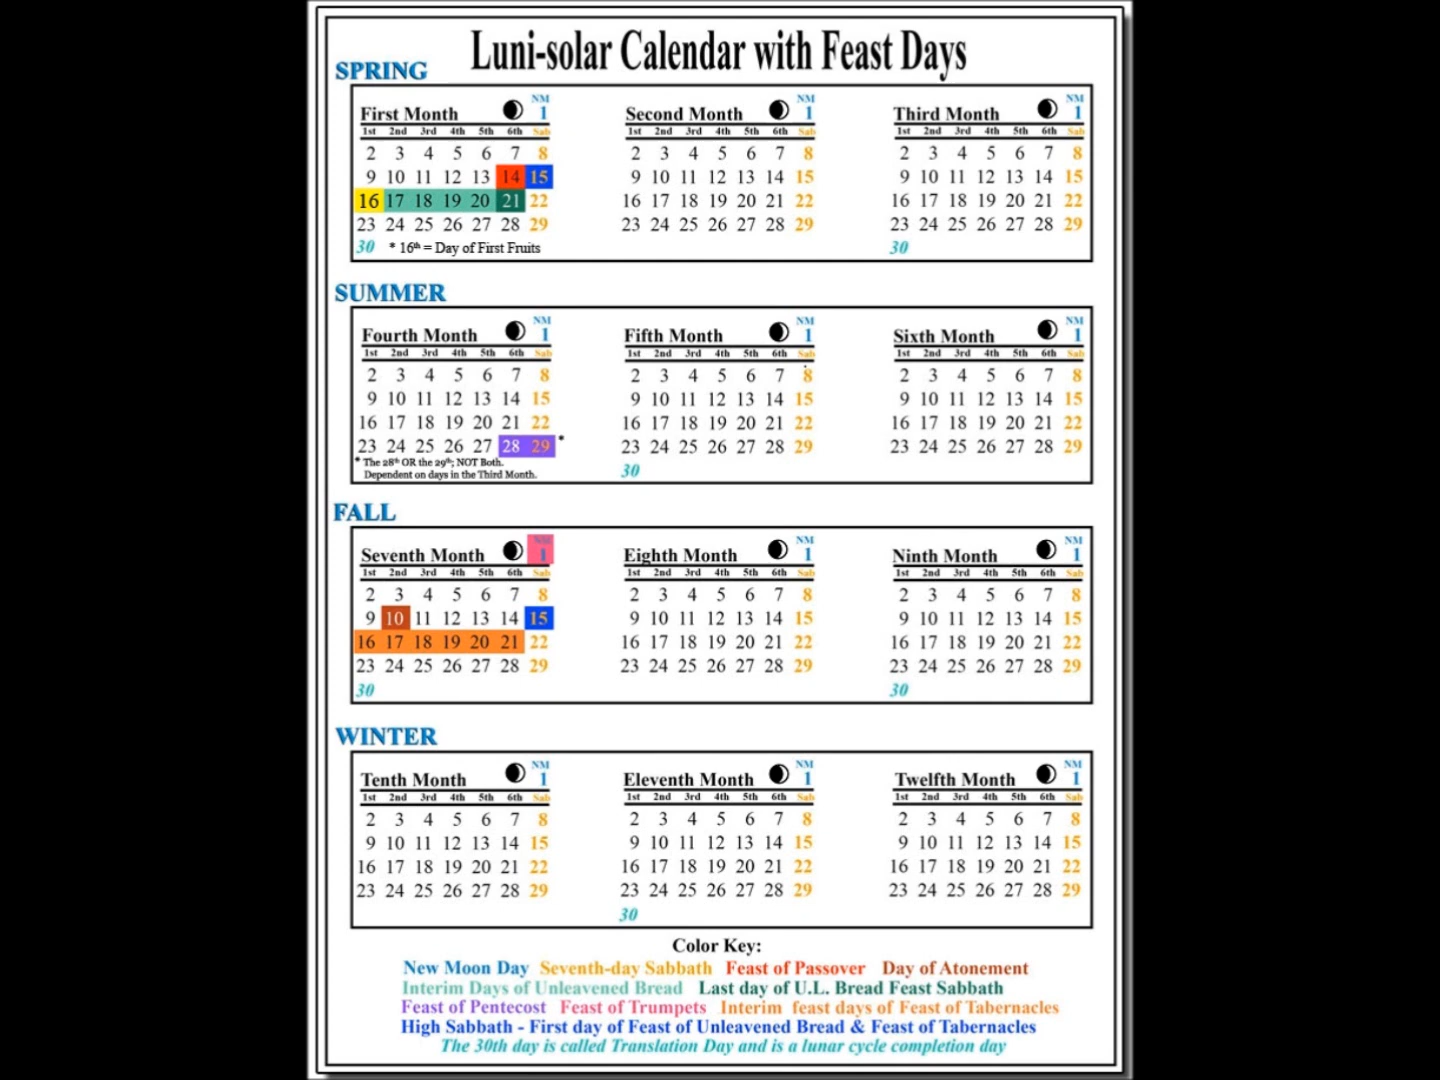 Luni-solar Calendar with Feast Days
SPRING
First Month NM 1
1st 2nd 3rd 4th 5th 6th Sab
2 3 4 5 6 7 8
9 10 11 12 13 14 15
16 17 18 19 20 21 22
23 24 25 26 27 28 29
30 * 16th = Day of First Fruits
Second Month NM 1
1st 2nd 3rd 4th 5th 6th Sab
2 3 4 5 6 7 8
9 10 11 12 13 14 15
16 17 18 19 20 21 22
23 24 25 26 27 28 29
Third Month NM 1
1st 2nd 3rd 4th 5th 6th Sab
2 3 4 5 6 7 8
9 10 11 12 13 14 15
16 17 18 19 20 21 22
23 24 25 26 27 28 29
30
SUMMER
Fourth Month NM 1
1st 2nd 3rd 4th 5th 6th Sab
2 3 4 5 6 7 8
9 10 11 12 13 14 15
16 17 18 19 20 21 22
23 24 25 26 27 28 29 *
* The 28th OR the 29th; NOT Both.
Dependent on days in the Third Month.
Fifth Month NM 1
1st 2nd 3rd 4th 5th 6th Sab
2 3 4 5 6 7 8
9 10 11 12 13 14 15
16 17 18 19 20 21 22
23 24 25 26 27 28 29
30
Sixth Month NM 1
1st 2nd 3rd 4th 5th 6th Sab
2 3 4 5 6 7 8
9 10 11 12 13 14 15
16 17 18 19 20 21 22
23 24 25 26 27 28 29
FALL
Seventh Month NM 1
1st 2nd 3rd 4th 5th 6th Sab
2 3 4 5 6 7 8
9 10 11 12 13 14 15
16 17 18 19 20 21 22
23 24 25 26 27 28 29
30
Eighth Month NM 1
1st 2nd 3rd 4th 5th 6th Sab
2 3 4 5 6 7 8
9 10 11 12 13 14 15
16 17 18 19 20 21 22
23 24 25 26 27 28 29
Ninth Month NM 1
1st 2nd 3rd 4th 5th 6th Sab
2 3 4 5 6 7 8
9 10 11 12 13 14 15
16 17 18 19 20 21 22
23 24 25 26 27 28 29
30
WINTER
Tenth Month NM 1
1st 2nd 3rd 4th 5th 6th Sab
2 3 4 5 6 7 8
9 10 11 12 13 14 15
16 17 18 19 20 21 22
23 24 25 26 27 28 29
Eleventh Month NM 1
1st 2nd 3rd 4th 5th 6th Sab
2 3 4 5 6 7 8
9 10 11 12 13 14 15
16 17 18 19 20 21 22
23 24 25 26 27 28 29
30
Twelfth Month NM 1
1st 2nd 3rd 4th 5th 6th Sab
2 3 4 5 6 7 8
9 10 11 12 13 14 15
16 17 18 19 20 21 22
23 24 25 26 27 28 29
Color Key:
New Moon Day Seventh-day Sabbath Feast of Passover Day of Atonement
Interim Days of Unleavened Bread Last day of U.L. Bread Feast Sabbath
Feast of Pentecost Feast of Trumpets Interim feast days of Feast of Tabernacles
High Sabbath - First day of Feast of Unleavened Bread & Feast of Tabernacles
The 30th day is called Translation Day and is a lunar cycle completion day